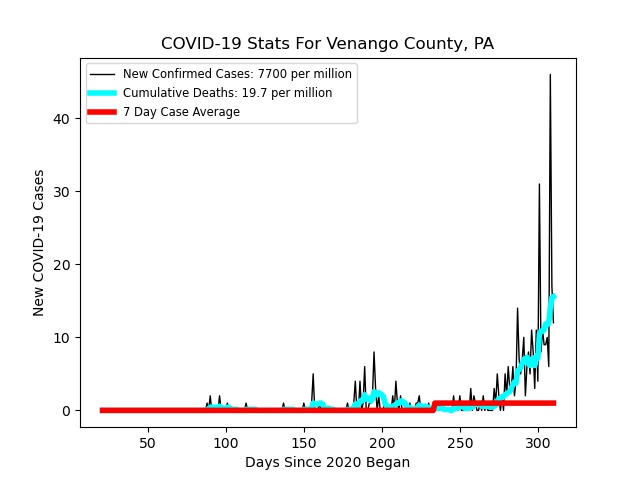 COVID-19 Stats For Venango County, PA
New Confirmed Cases: 7700 per million
Cumulative Deaths: 19.7 per million
7 Day Case Average
New COVID-19 Cases
40
30
20
10
0
50 100 150 200 250 300
Days Since 2020 Began